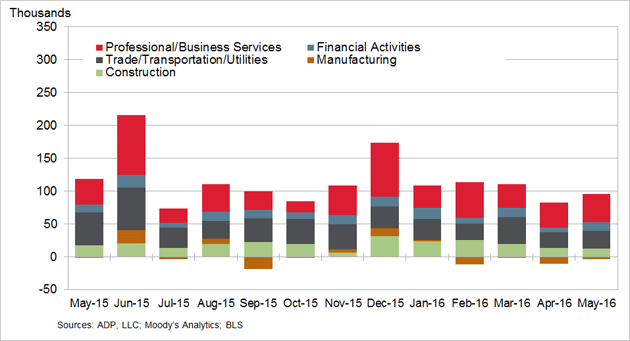 Thousands
350
300
250
200
150
100
50
0
-50
Professional/Business Services Financial Activities
Trade/Transportation/Utilities Manufacturing
Construction
May-15 Jun-15 Jul-15 Aug-15 Sep-15 Oct-15 Nov-15 Dec-15 Jan-16 Feb-16 Mar-16 Apr-16 May-16
Sources: ADP, LLC; Moody's Analytics; BLS